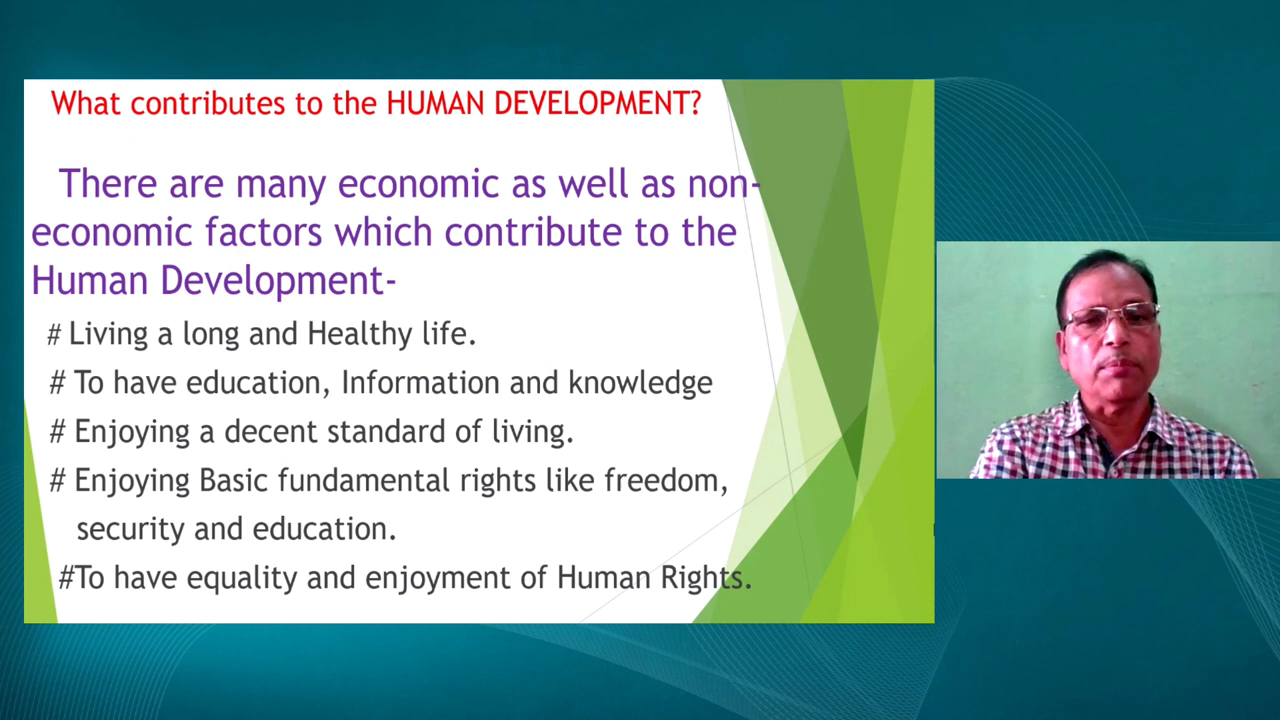 What contributes to the HUMAN DEVELOPMENT?
There are many economic as well as non-
economic factors which contribute to the
Human Development-
# Living a long and Healthy life.
# To have education, Information and knowledge
# Enjoying a decent standard of living.
# Enjoying Basic fundamental rights like freedom,
security and education.
#To have equality and enjoyment of Human Rights.